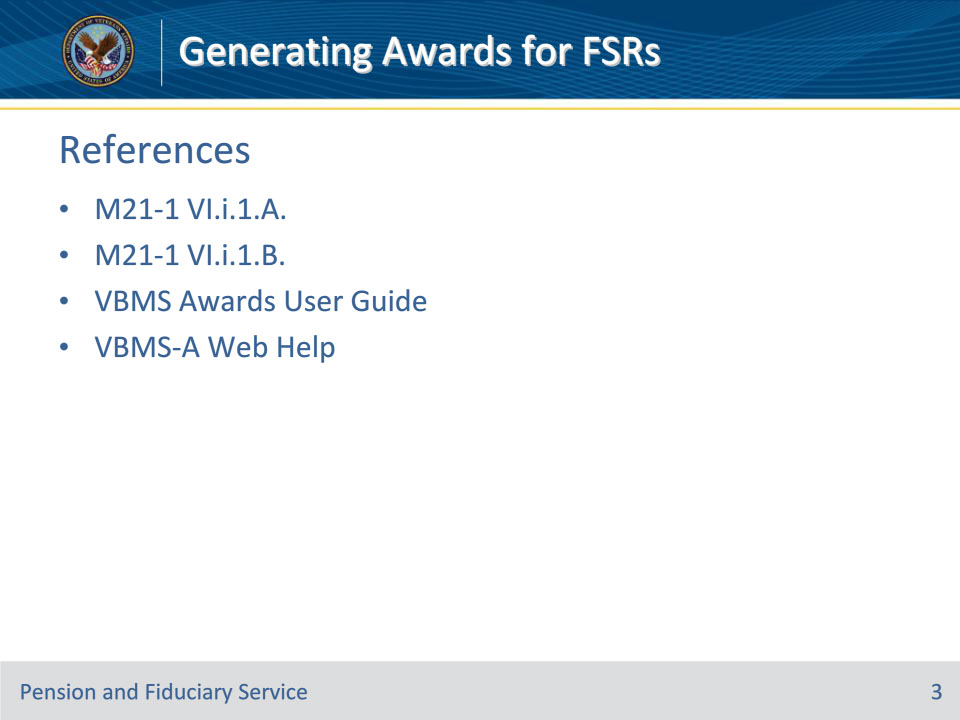 Generating Awards for FSRs
References
• M21-1 VI.i.1.A.
• M21-1 VI.i.1.B.
• VBMS Awards User Guide
• VBMS-A Web Help
Pension and Fiduciary Service
3